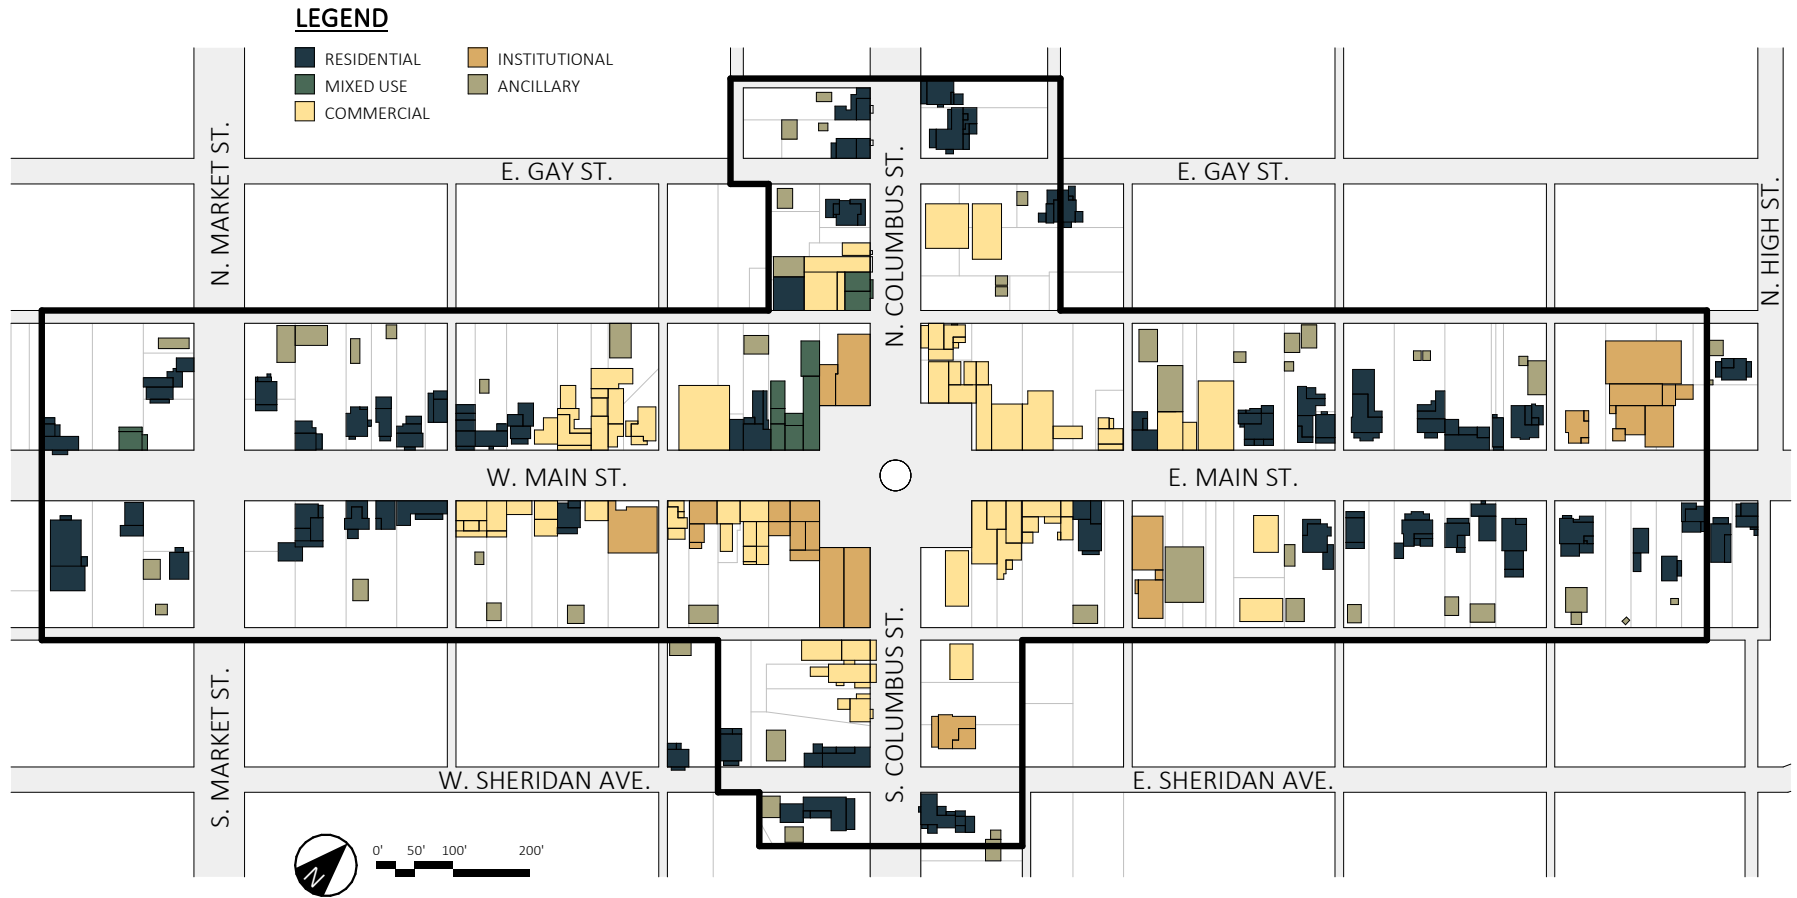 LEGEND
RESIDENTIAL
INSTITUTIONAL
MIXED USE
ANCILLARY
COMMERCIAL
N. MARKET ST.
E. GAY ST.
N. COLUMBUS ST.
E. GAY ST.
N. HIGH ST.
W. MAIN ST.
E. MAIN ST.
S. MARKET ST.
W. SHERIDAN AVE.
S. COLUMBUS ST.
E. SHERIDAN AVE.
N
0' 50' 100' 200'